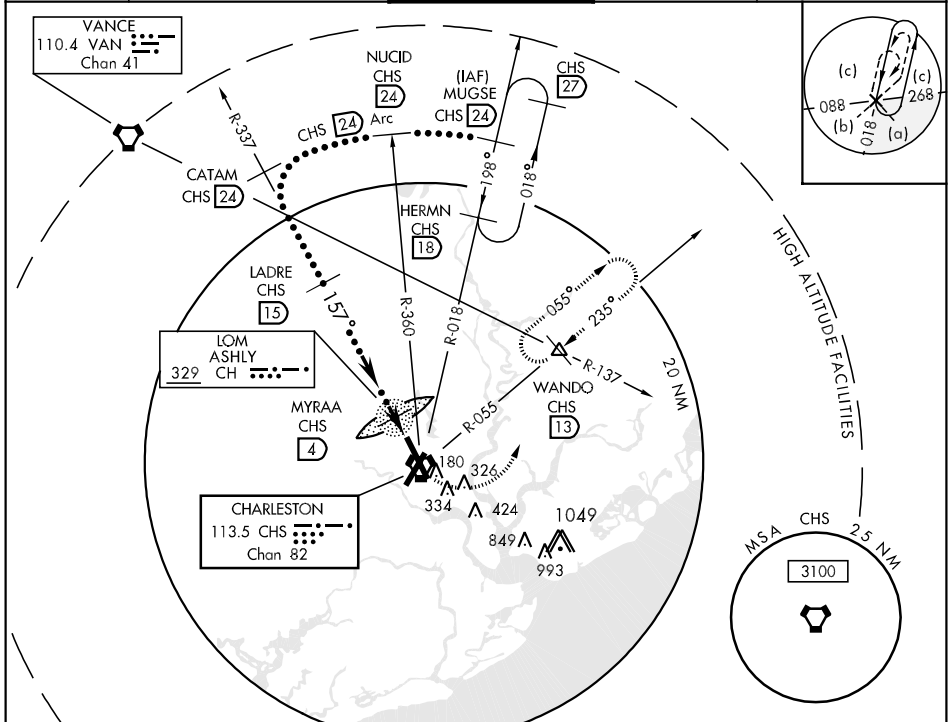 VANCE
110.4 VAN
Chan 41
R-337
CHS 24 Arc
NUCID
CHS
24
(IAF)
MUGSE
CHS 24
CHS
27
198°
018°
CATAM
CHS 24
HERMN
CHS
18
LADRE
CHS
15
157°
R-360
R-018
055°
235°
R-137
20 NM
HIGH ALTITUDE FACILITIES
LOM
ASHLY
329 CH
MYRAA
CHS
4
R-055
WANDO
CHS
13
180
326
334
424
849
993
1049
CHARLESTON
113.5 CHS
Chan 82
MSA CHS 25 NM
3100
(c)
(c)
088
268
(b)
018
(a)